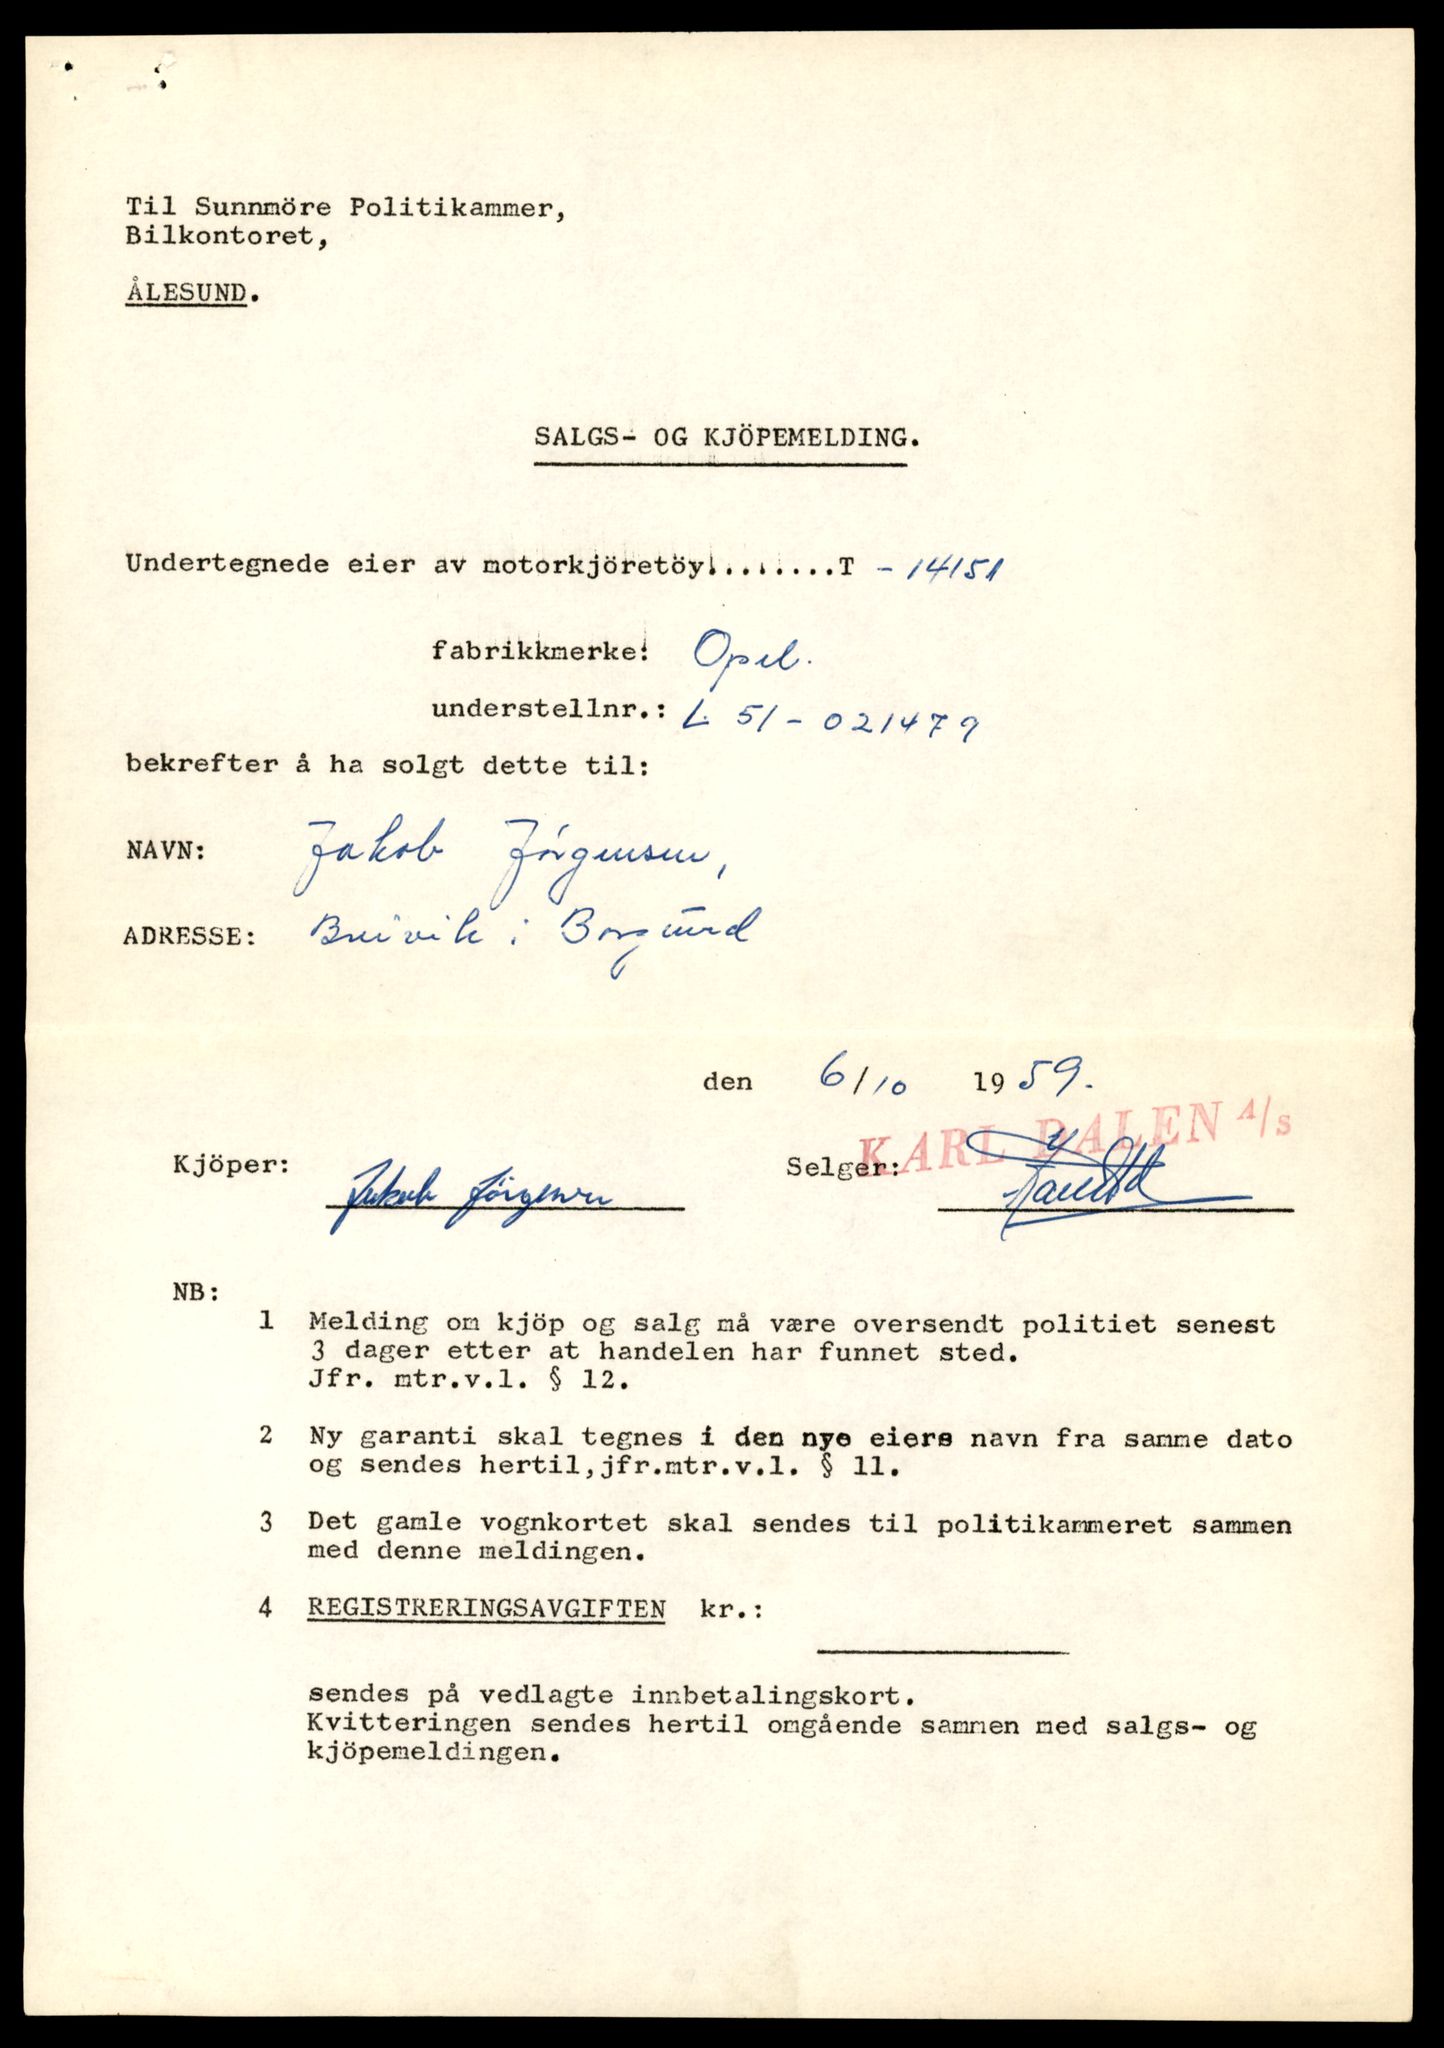 Til Sunnmöre Politikammer,
Bilkontoret,
ÅLESUND.
SALGS- OG KJÖPEMELDING.
Undertegnede eier av motorkjöretöy........T - 14151
fabrikkmerke: Opel.
understellnr.: L 51 - 021479
bekrefter å ha solgt dette til:
NAVN: Jakob Jørgensen,
ADRESSE: Breivik i Borgund
den 6/10 1959.
KARL DALEN A/S
Kjöper: Jakob Jørgensen Selger:
NB:
1 Melding om kjöp og salg må være oversendt politiet senest
3 dager etter at handelen har funnet sted.
Jfr. mtr.v.l. § 12.
2 Ny garanti skal tegnes i den nye eiers navn fra samme dato
og sendes hertil,jfr.mtr.v.l. § 11.
3 Det gamle vognkortet skal sendes til politikammeret sammen
med denne meldingen.
4 REGISTRERINGSAVGIFTEN kr.:
sendes på vedlagte innbetalingskort.
Kvitteringen sendes hertil omgående sammen med salgs- og
kjöpemeldingen.